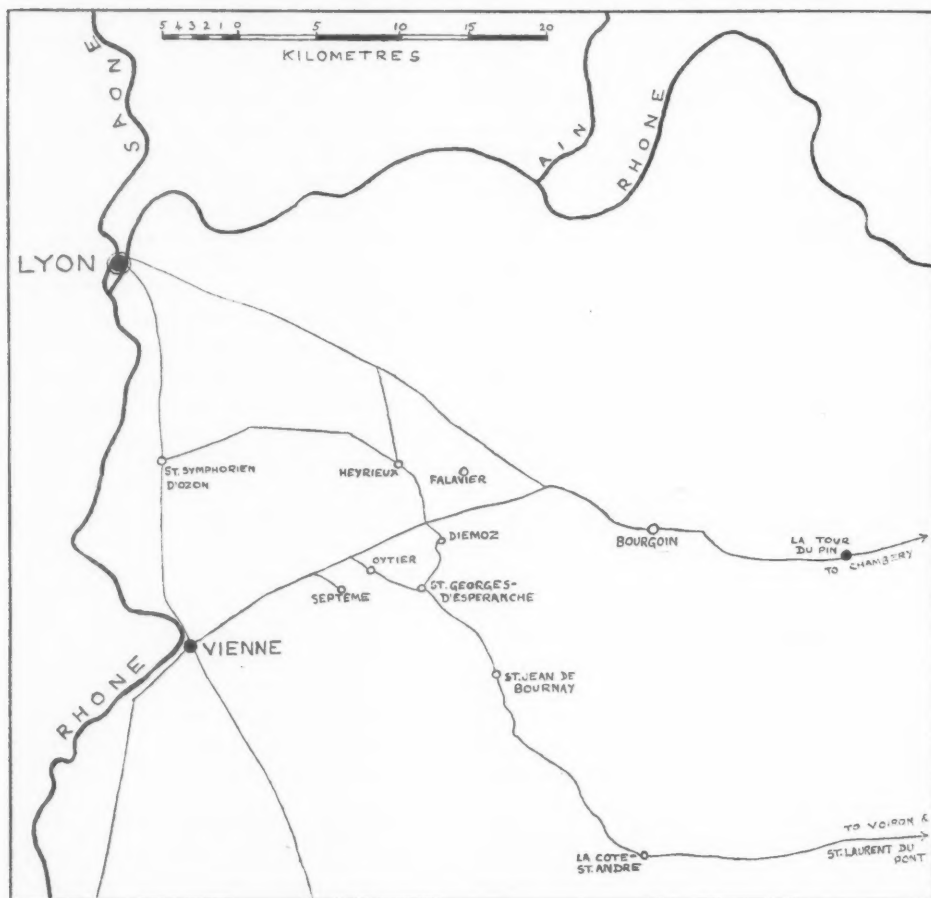 5 4 3 2 1 0 5 10 15 20
KILOMETRES
SAONE
AIN
RHONE
LYON
ST. SYMPHORIEN
D'OZON
HEYRIEUX
FALAVIER
DIEMOZ
BOURGOIN
LA TOUR
DU PIN
TO CHAMBERY
OYTIER
SEPTEME
ST. GEORGES-
D'ESPERANCHE
VIENNE
RHONE
ST. JEAN DE
BOURNAY
TO VOIRON &
ST. LAURENT DU
PONT
LA COTE-
ST. ANDRE